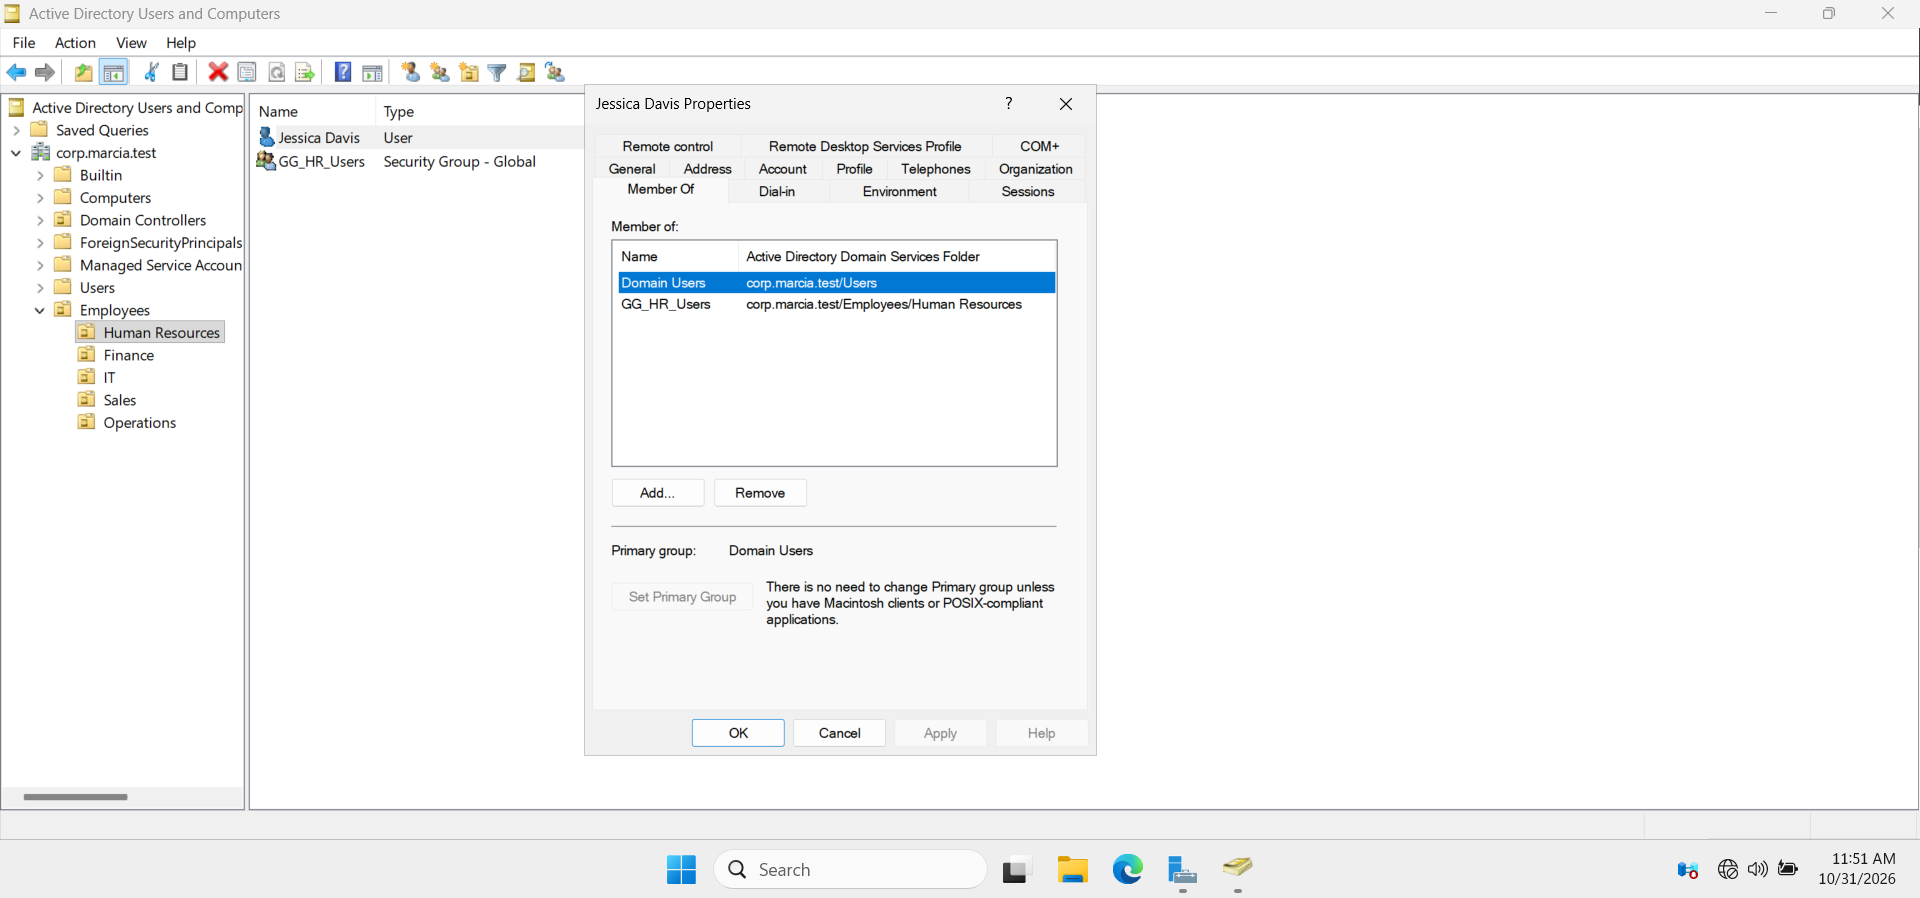 Active Directory Users and Computers
File Action View Help
Active Directory Users and Comp
Saved Queries
corp.marcia.test
Builtin
Computers
Domain Controllers
ForeignSecurityPrincipals
Managed Service Accoun
Users
Employees
Human Resources
Finance
IT
Sales
Operations
Name Type
Jessica Davis User
GG_HR_Users Security Group - Global
Jessica Davis Properties ?
Remote control Remote Desktop Services Profile COM+
General Address Account Profile Telephones Organization
Member Of Dial-in Environment Sessions
Member of:
Name Active Directory Domain Services Folder
Domain Users corp.marcia.test/Users
GG_HR_Users corp.marcia.test/Employees/Human Resources
Add... Remove
Primary group: Domain Users
Set Primary Group
There is no need to change Primary group unless
you have Macintosh clients or POSIX-compliant
applications.
OK Cancel Apply Help
Search
11:51 AM
10/31/2026